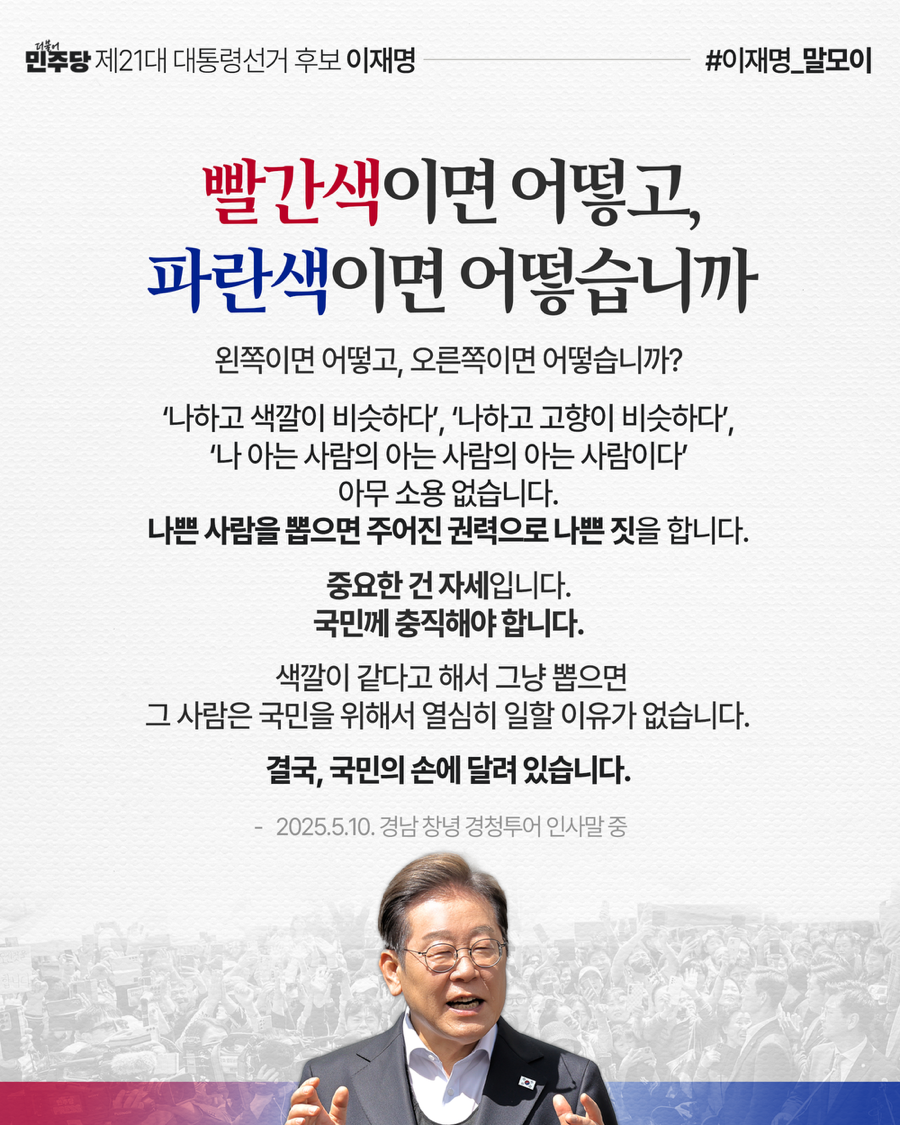 더불어
민주당 제21대 대통령선거 후보 이재명
#이재명_말모이
빨간색이면 어떻고,
파란색이면 어떻습니까
왼쪽이면 어떻고, 오른쪽이면 어떻습니까?
‘나하고 색깔이 비슷하다’, ‘나하고 고향이 비슷하다’,
‘나 아는 사람의 아는 사람의 아는 사람이다’
아무 소용 없습니다.
나쁜 사람을 뽑으면 주어진 권력으로 나쁜 짓을 합니다.
중요한 건 자세입니다.
국민께 충직해야 합니다.
색깔이 같다고 해서 그냥 뽑으면
그 사람은 국민을 위해서 열심히 일할 이유가 없습니다.
결국, 국민의 손에 달려 있습니다.
- 2025.5.10. 경남 창녕 경청투어 인사말 중